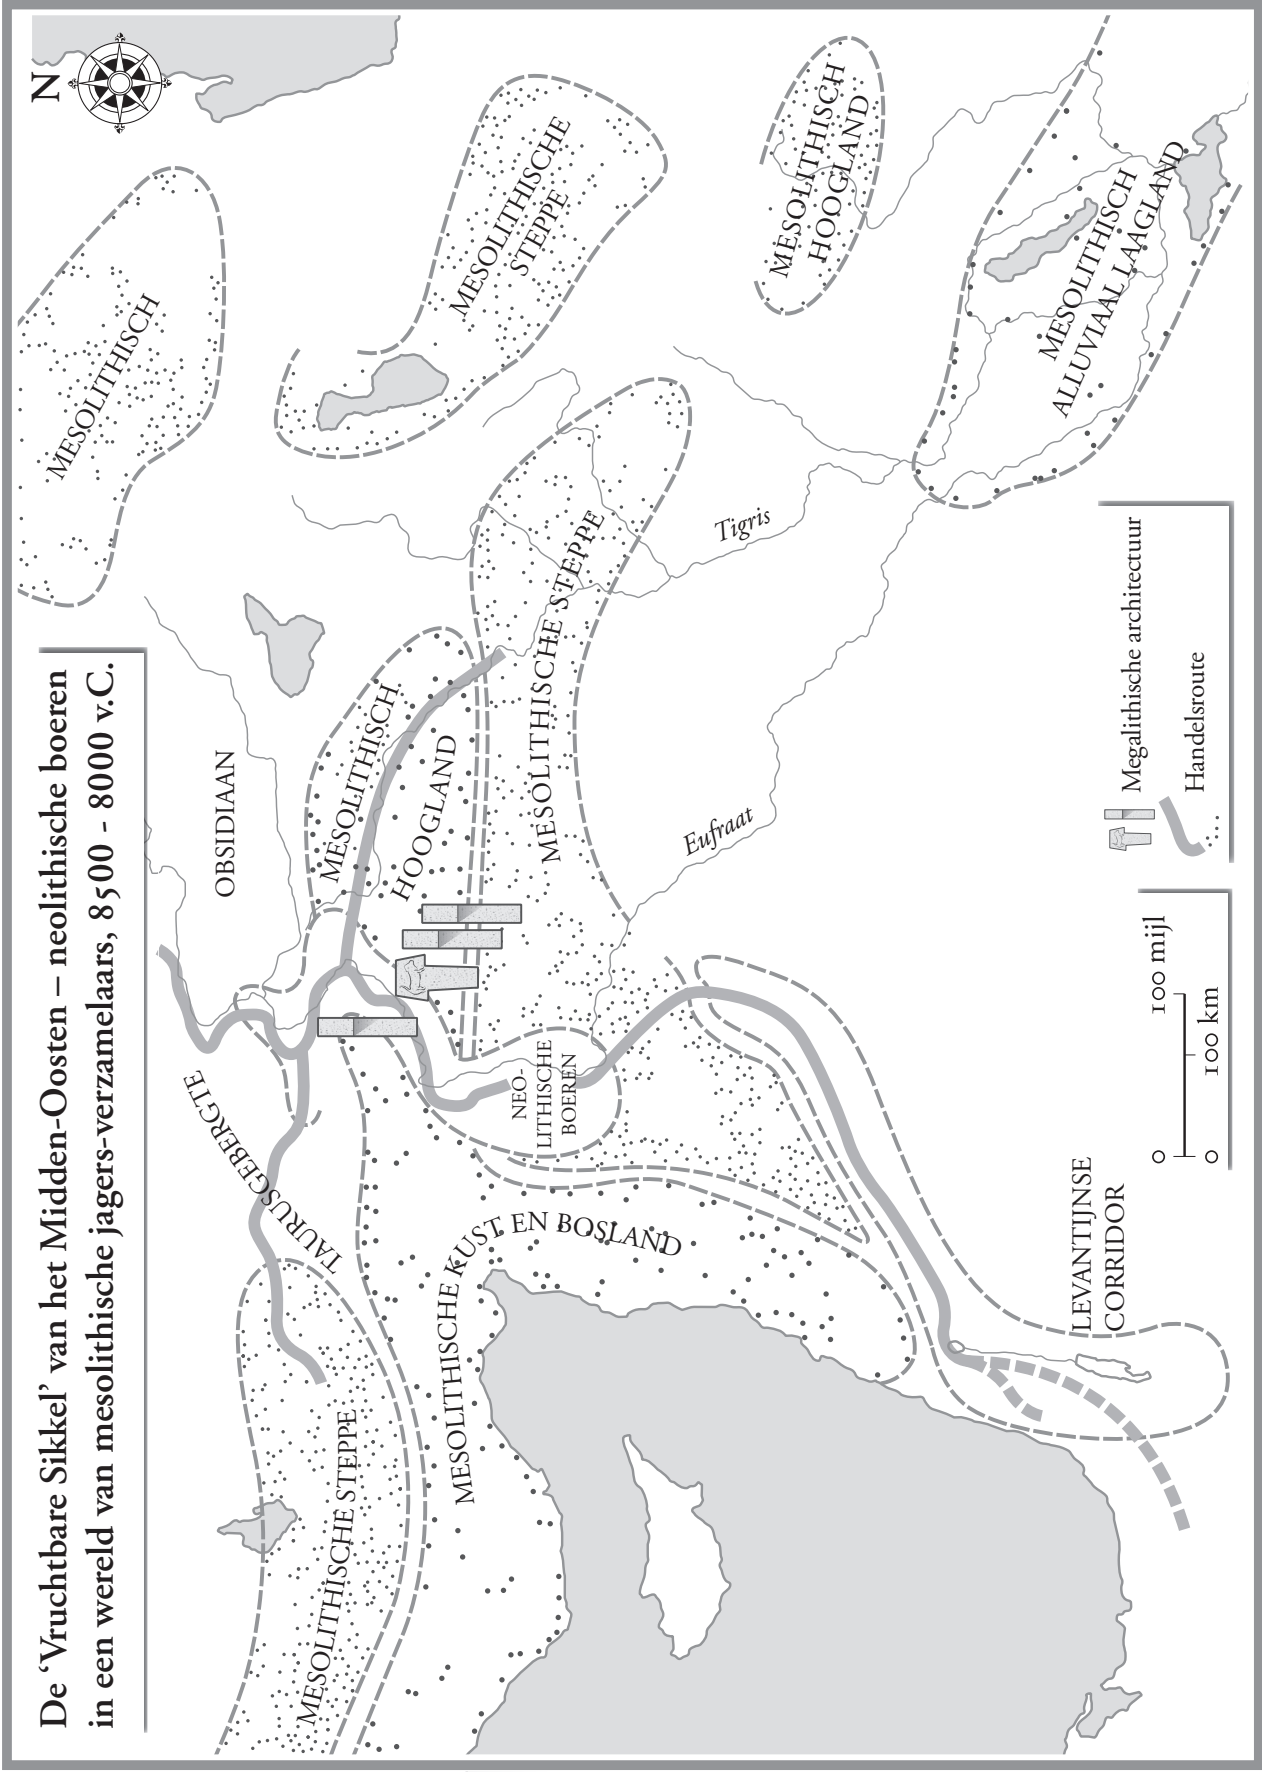 De ‘Vruchtbare Sikkel’ van het Midden-Oosten – neolithische boeren
in een wereld van mesolithische jagers-verzamelaars, 8500 - 8000 v.C.
N
OBSIDIAAN
MESOLITHISCH
TAURUSGEBERGTE
MESOLITHISCHE STEPPE
MESOLITHISCH
HOOGLAND
MESOLITHISCHE
STEPPE
MESOLITHISCHE KUST EN BOSLAND
NEO-
LITHISCHE
BOEREN
MESOLITHISCHE STEPPE
Tigris
Eufraat
MESOLITHISCH
HOOGLAND
MESOLITHISCH
ALLUVIAAL LAAGLAND
LEVANTIJNSE
CORRIDOR
0 100 mijl
0 100 km
Megalithische architectuur
Handelsroute